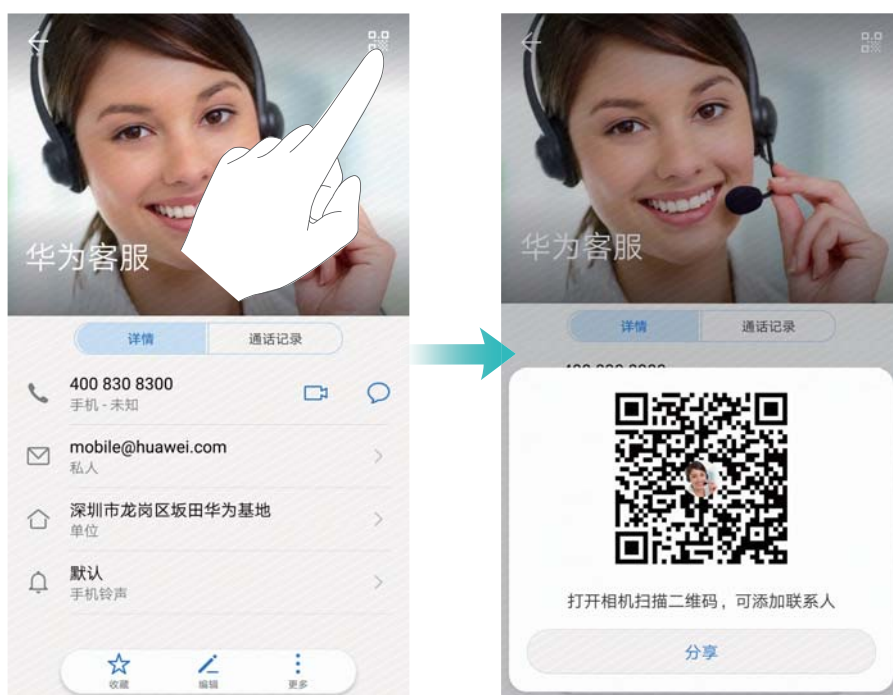 华为客服
详情 通话记录
400 830 8300
手机 - 未知
mobile@huawei.com
私人
深圳市龙岗区坂田华为基地
单位
默认
手机铃声
收藏 编辑 更多
华为客服
详情 通话记录
400 830 8300
打开相机扫描二维码，可添加联系人
分享